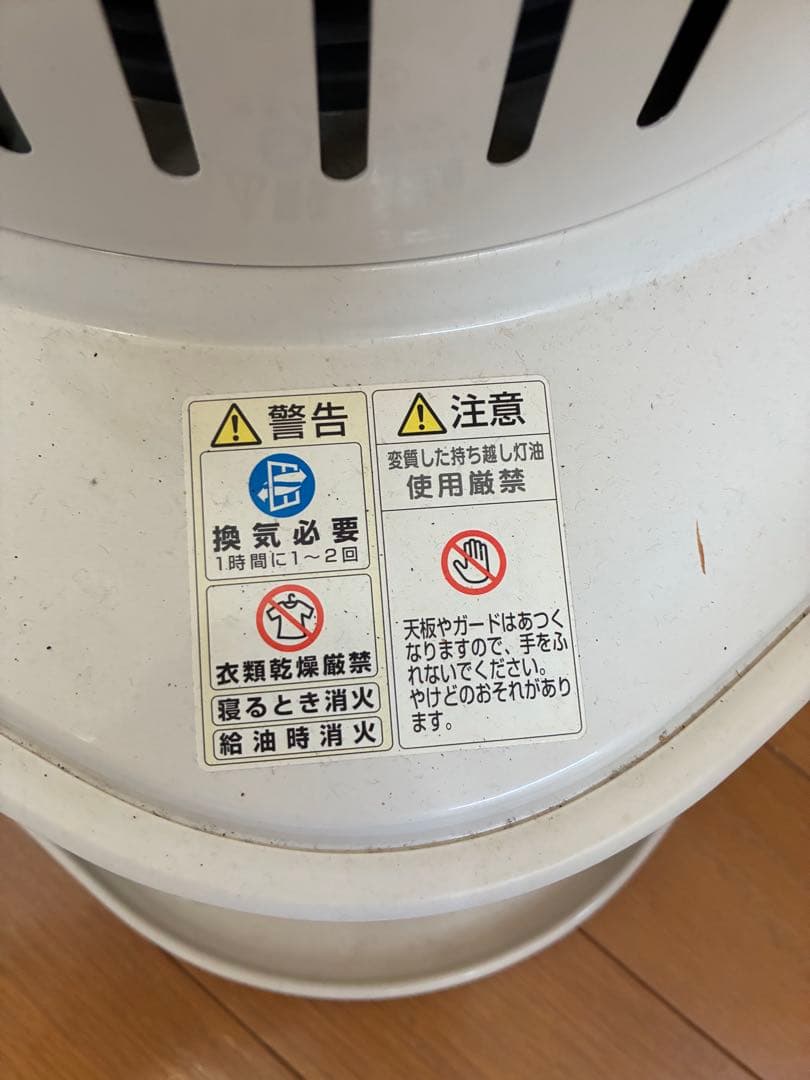 警告
換気必要
1時間に1〜2回
衣類乾燥厳禁
寝るとき消火
給油時消火
注意
変質した持ち越し灯油
使用厳禁
天板やガードはあつく
なりますので、手をふ
れないでください。
やけどのおそれがあり
ます。